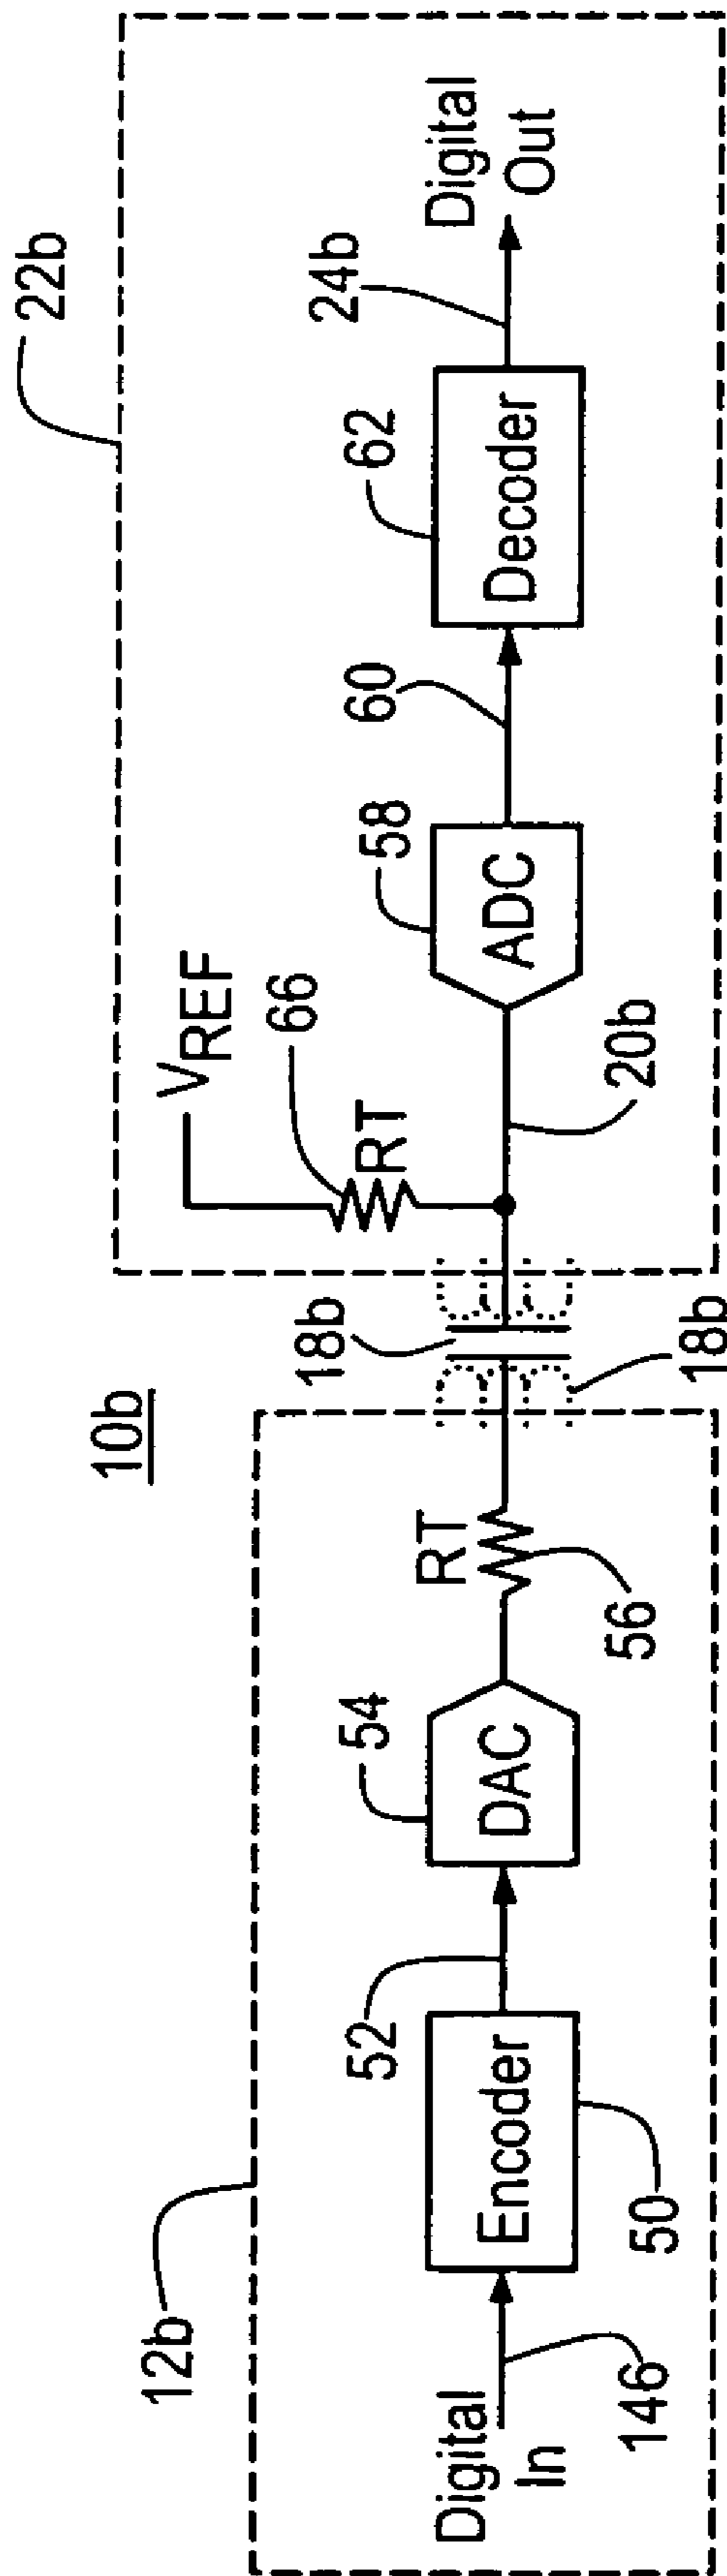 10b
12b
Digital
In
146
Encoder
50
52
DAC
54
RT
56
18b
18b
22b
VREF
RT
66
20b
ADC
58
60
Decoder
62
24b
Digital
Out